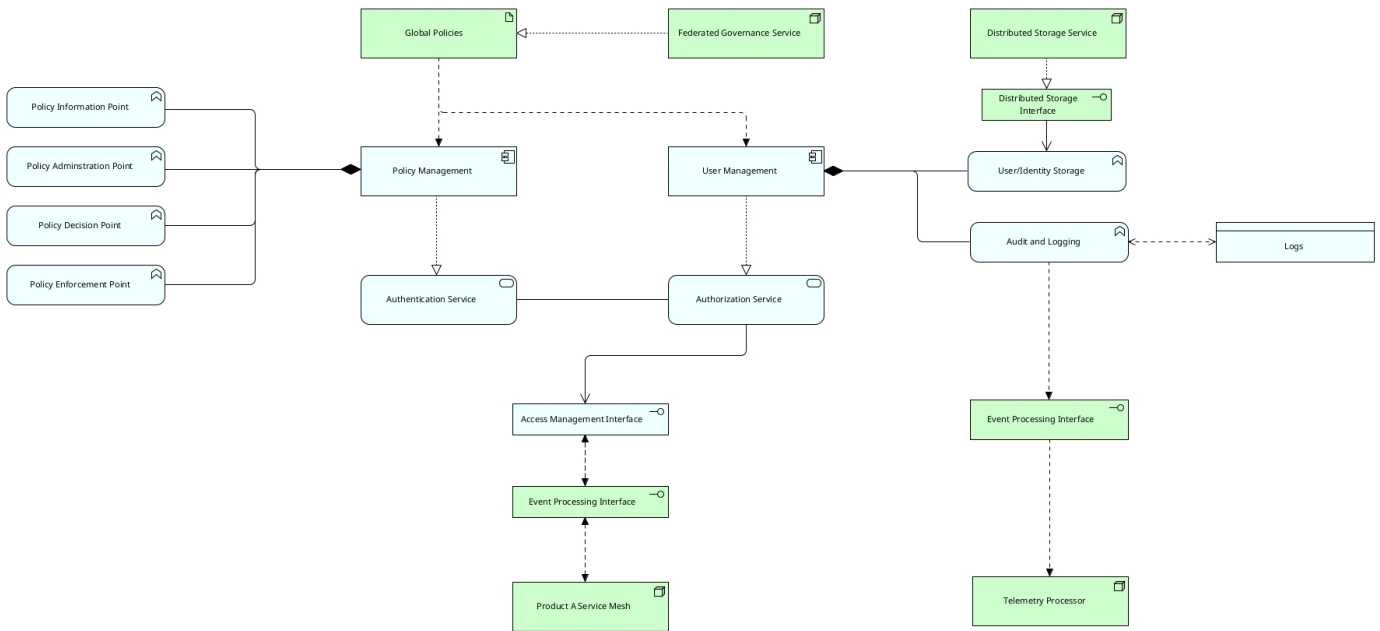 Global Policies
Federated Governance Service
Distributed Storage Service
Policy Information Point
Distributed Storage
Interface
Policy Adminstration Point
Policy Management
User Management
User/Identity Storage
Policy Decision Point
Audit and Logging
Logs
Policy Enforcement Point
Authentication Service
Authorization Service
Access Management Interface
Event Processing Interface
Event Processing Interface
Product A Service Mesh
Telemetry Processor